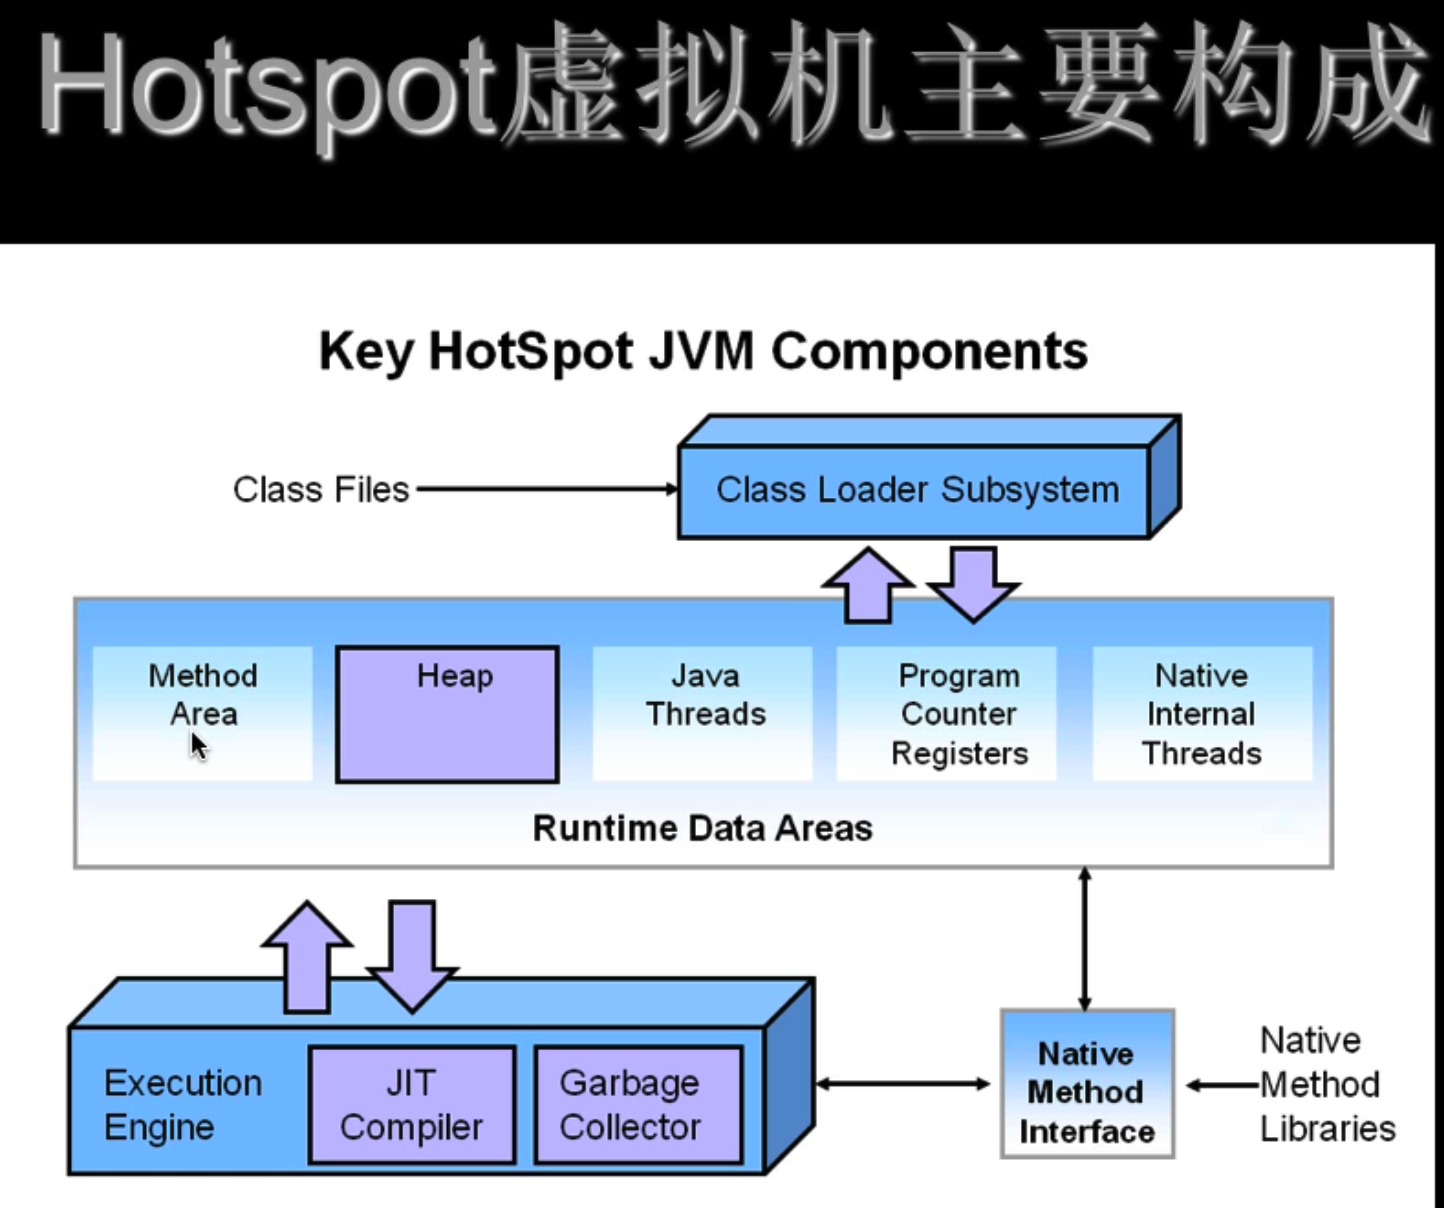 Hotspot虚拟机主要构成
Key HotSpot JVM Components
Class Files
Class Loader Subsystem
Method
Area
Heap
Java
Threads
Program
Counter
Registers
Native
Internal
Threads
Runtime Data Areas
Execution
Engine
JIT
Compiler
Garbage
Collector
Native
Method
Interface
Native
Method
Libraries